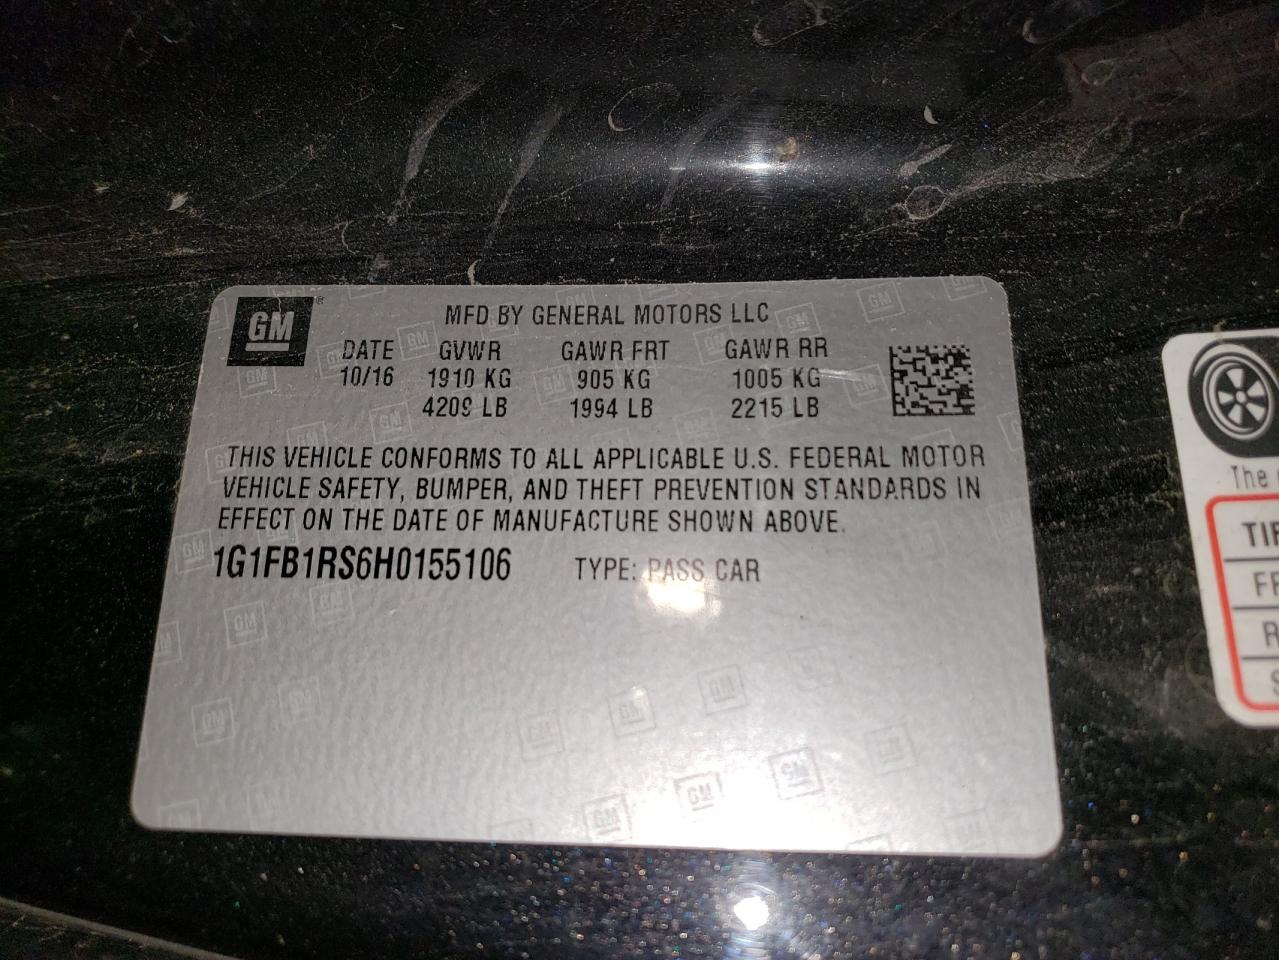 GM
MFD BY GENERAL MOTORS LLC
DATE GVWR GAWR FRT GAWR RR
10/16 1910 KG 905 KG 1005 KG
4209 LB 1994 LB 2215 LB
THIS VEHICLE CONFORMS TO ALL APPLICABLE U.S. FEDERAL MOTOR
VEHICLE SAFETY, BUMPER, AND THEFT PREVENTION STANDARDS IN
EFFECT ON THE DATE OF MANUFACTURE SHOWN ABOVE.
1G1FB1RS6H0155106 TYPE: PASS CAR
The